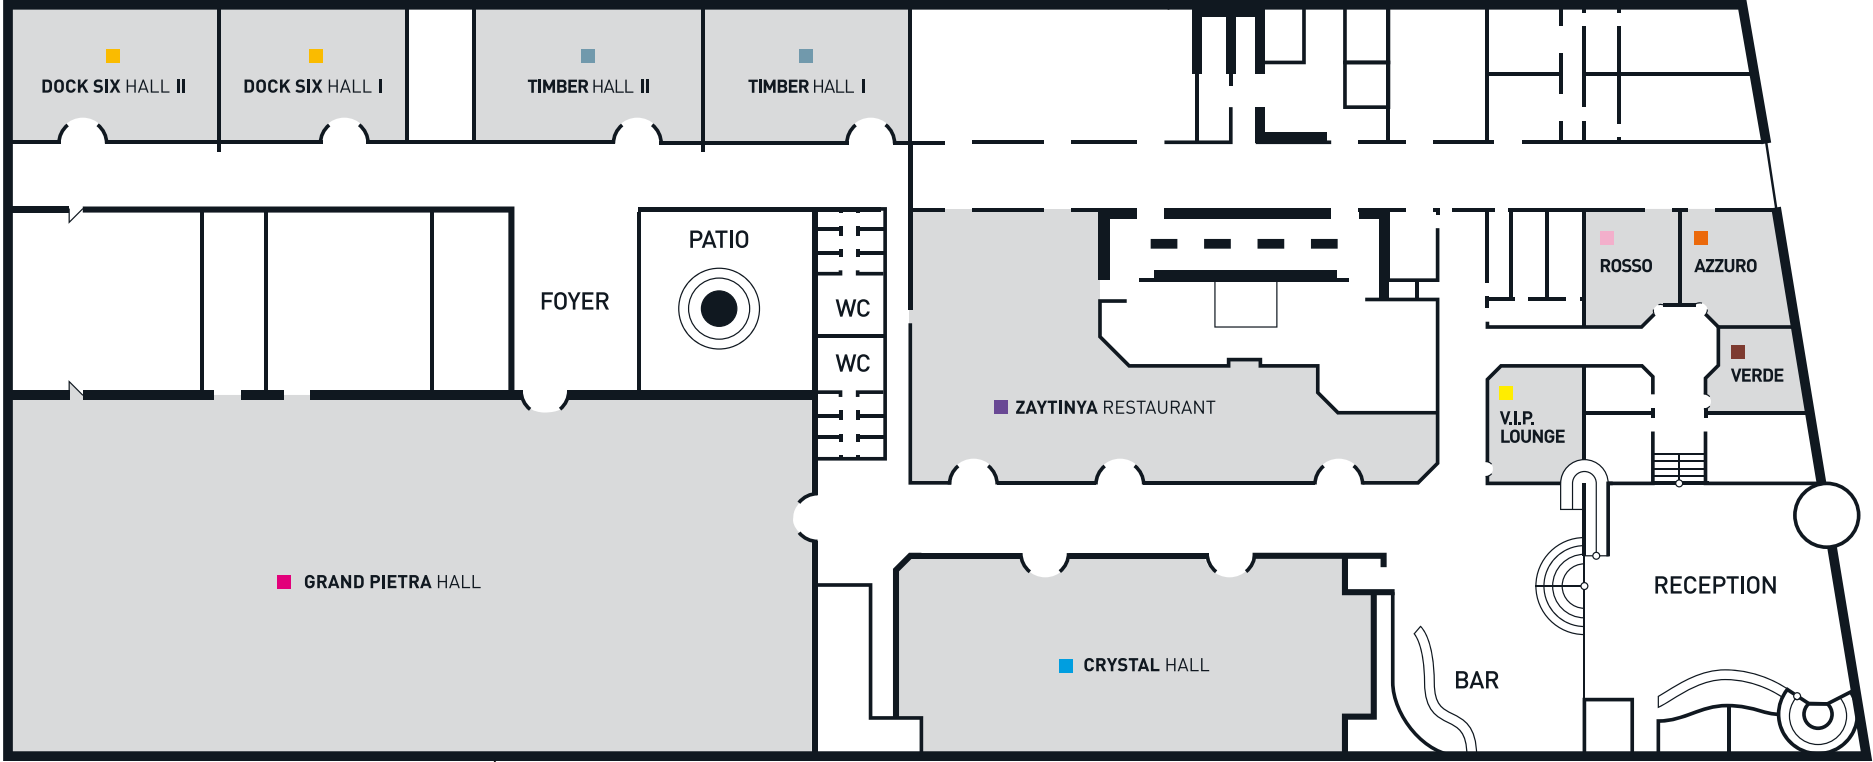 DOCK SIX HALL II
DOCK SIX HALL I
TIMBER HALL II
TIMBER HALL I
PATIO
FOYER
WC
WC
ROSSO
AZZURO
VERDE
V.I.P.
LOUNGE
ZAYTINYA RESTAURANT
GRAND PIETRA HALL
CRYSTAL HALL
BAR
RECEPTION